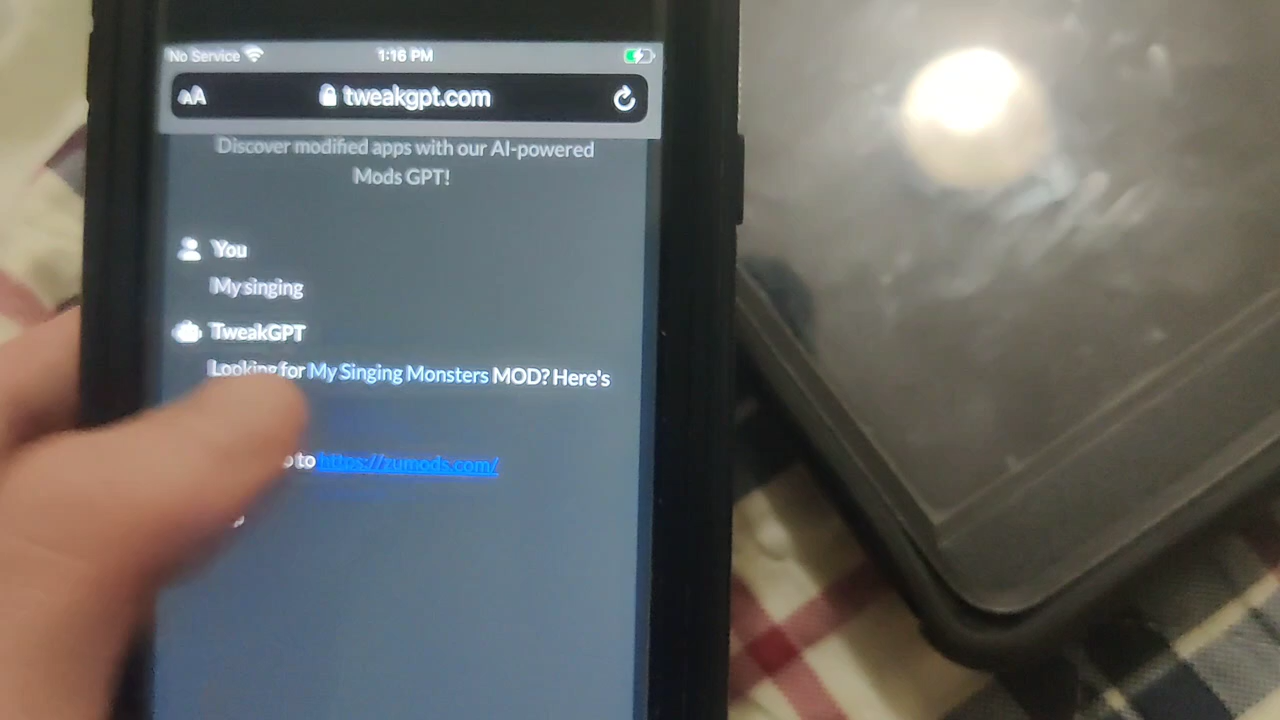 No Service
1:16 PM
AA
tweakgpt.com
Discover modified apps with our AI-powered
Mods GPT!
You
My singing
TweakGPT
Looking for My Singing Monsters MOD? Here's
to https://zumods.com/